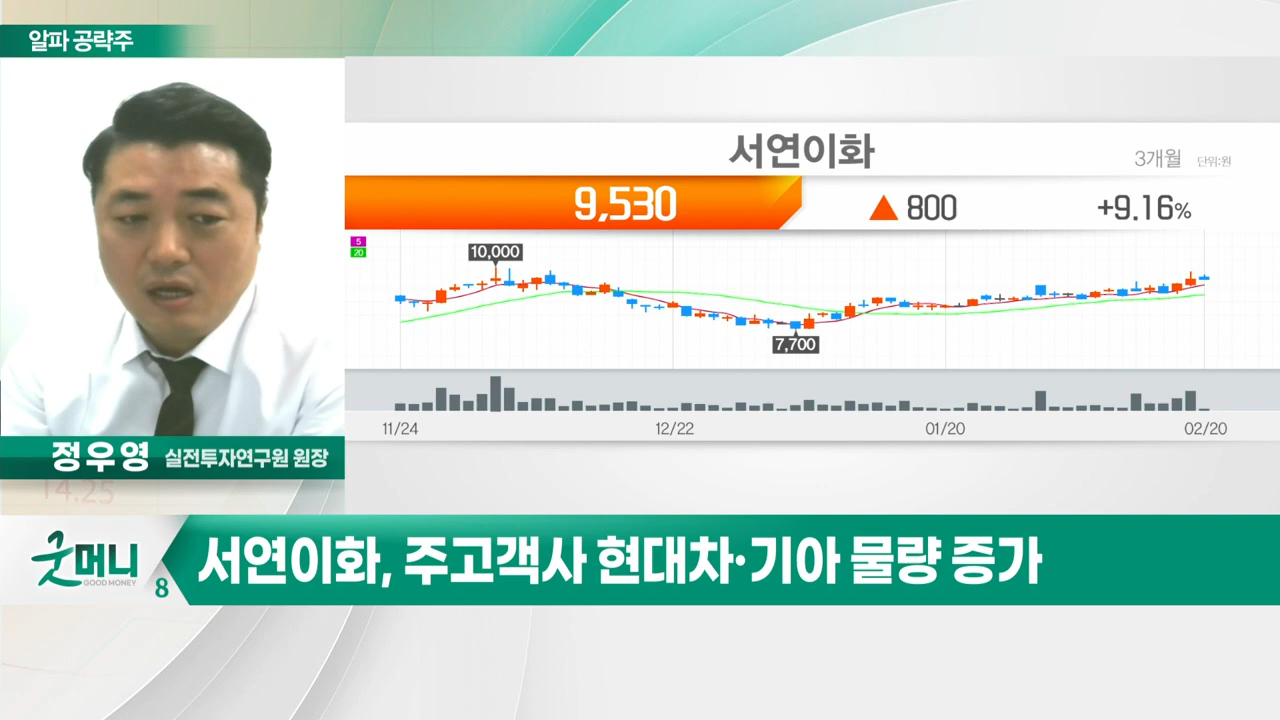 알파 공략주
서연이화
3개월 단위:원
9,530 ▲ 800 +9.16%
5
20
10,000
7,700
11/24 12/22 01/20 02/20
정우영 실전투자연구원 원장
14.25
굿머니 GOOD MONEY 8
서연이화, 주고객사 현대차·기아 물량 증가